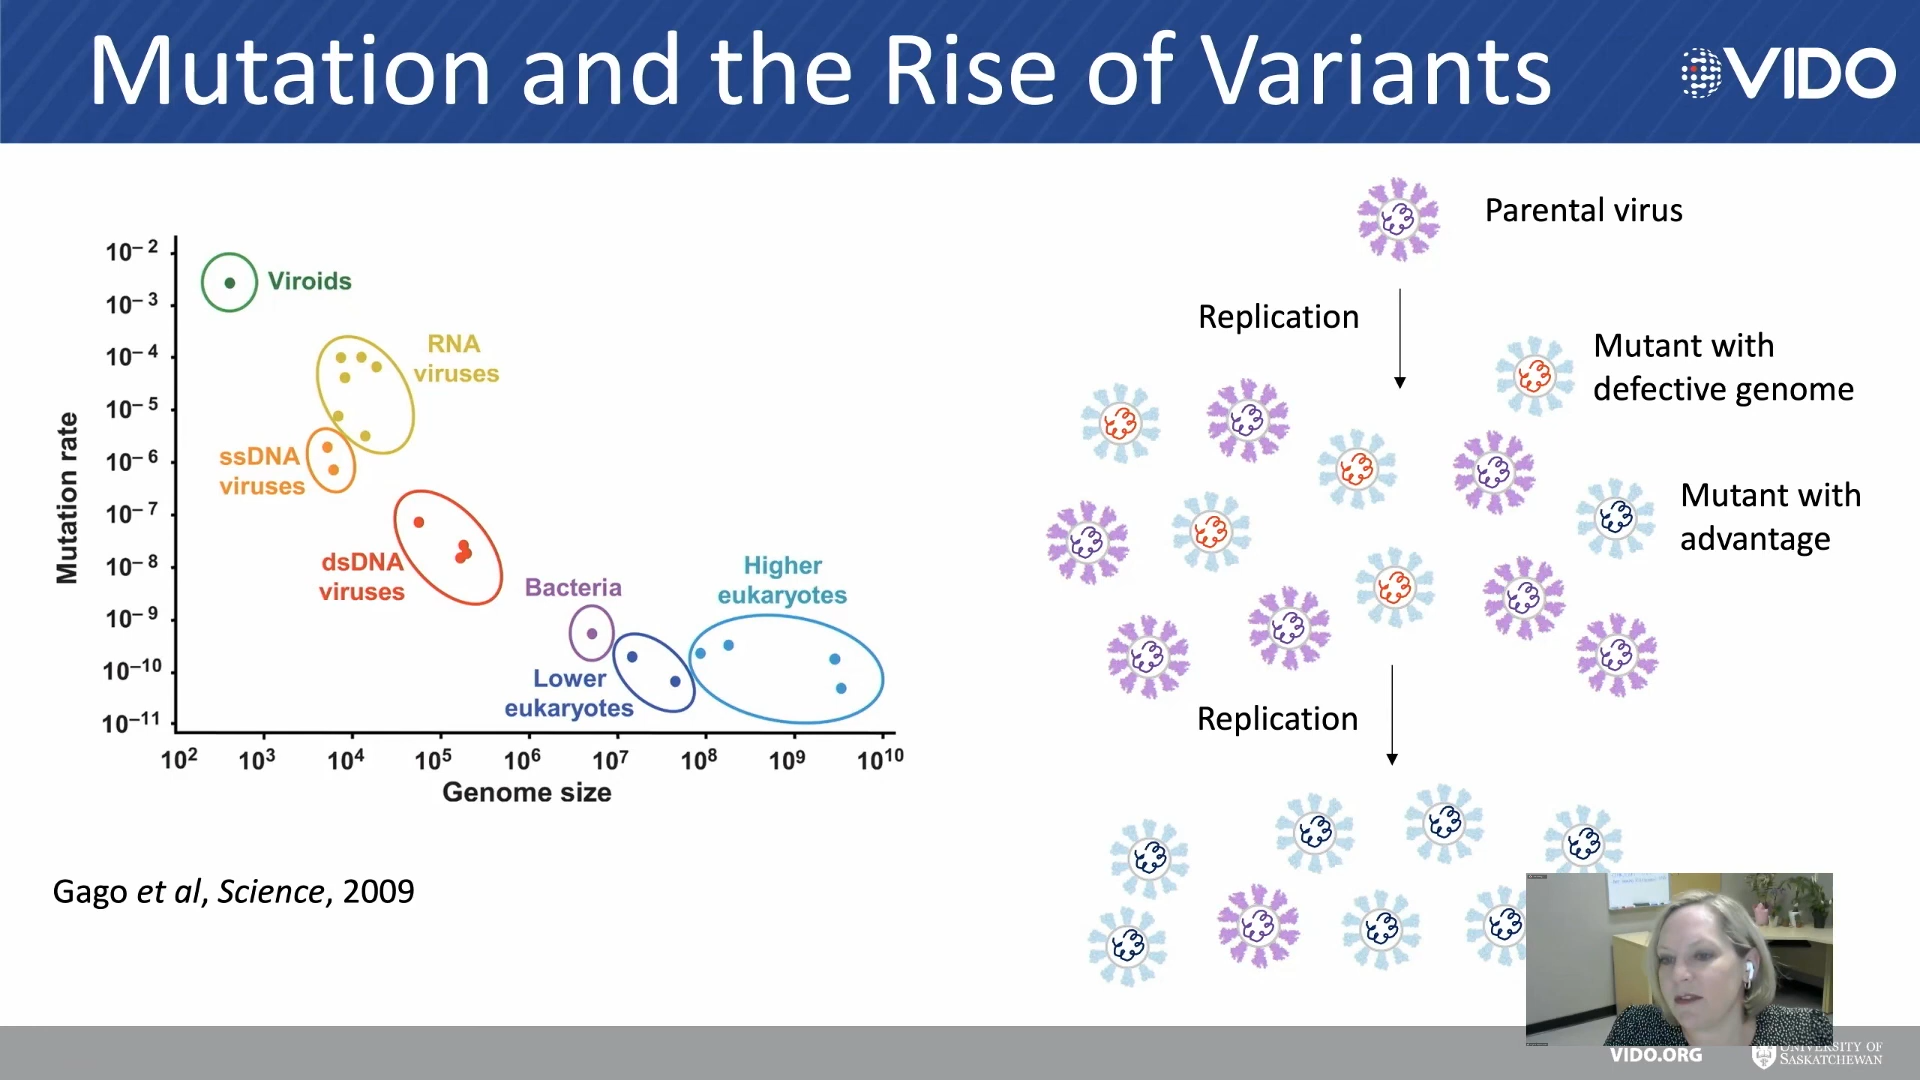 Mutation and the Rise of Variants
VIDO
10⁻²
10⁻³
10⁻⁴
10⁻⁵
10⁻⁶
10⁻⁷
10⁻⁸
10⁻⁹
10⁻¹⁰
10⁻¹¹
Mutation rate
Viroids
RNA
viruses
ssDNA
viruses
dsDNA
viruses
Bacteria
Lower
eukaryotes
Higher
eukaryotes
10² 10³ 10⁴ 10⁵ 10⁶ 10⁷ 10⁸ 10⁹ 10¹⁰
Genome size
Gago et al, Science, 2009
Parental virus
Replication
Mutant with
defective genome
Mutant with
advantage
Replication
VIDO.ORG
UNIVERSITY OF
SASKATCHEWAN